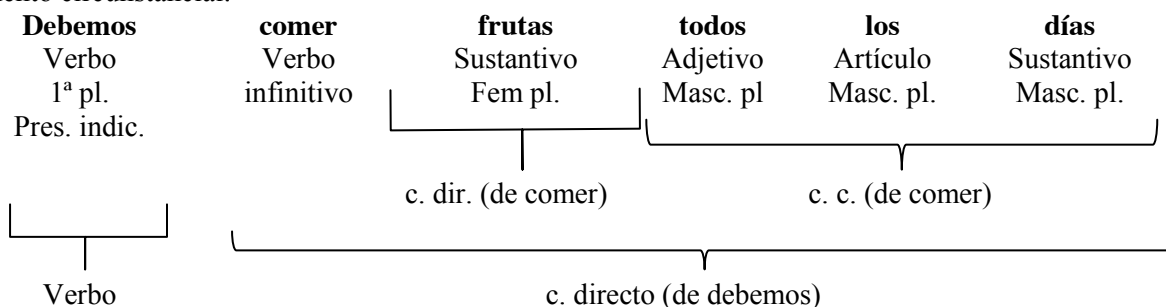 Debemos comer frutas todos los días
Verbo Verbo Sustantivo Adjetivo Artículo Sustantivo
1ª pl. infinitivo Fem pl. Masc. pl Masc. pl. Masc. pl.
Pres. indic.
c. dir. (de comer) c. c. (de comer)
Verbo c. directo (de debemos)